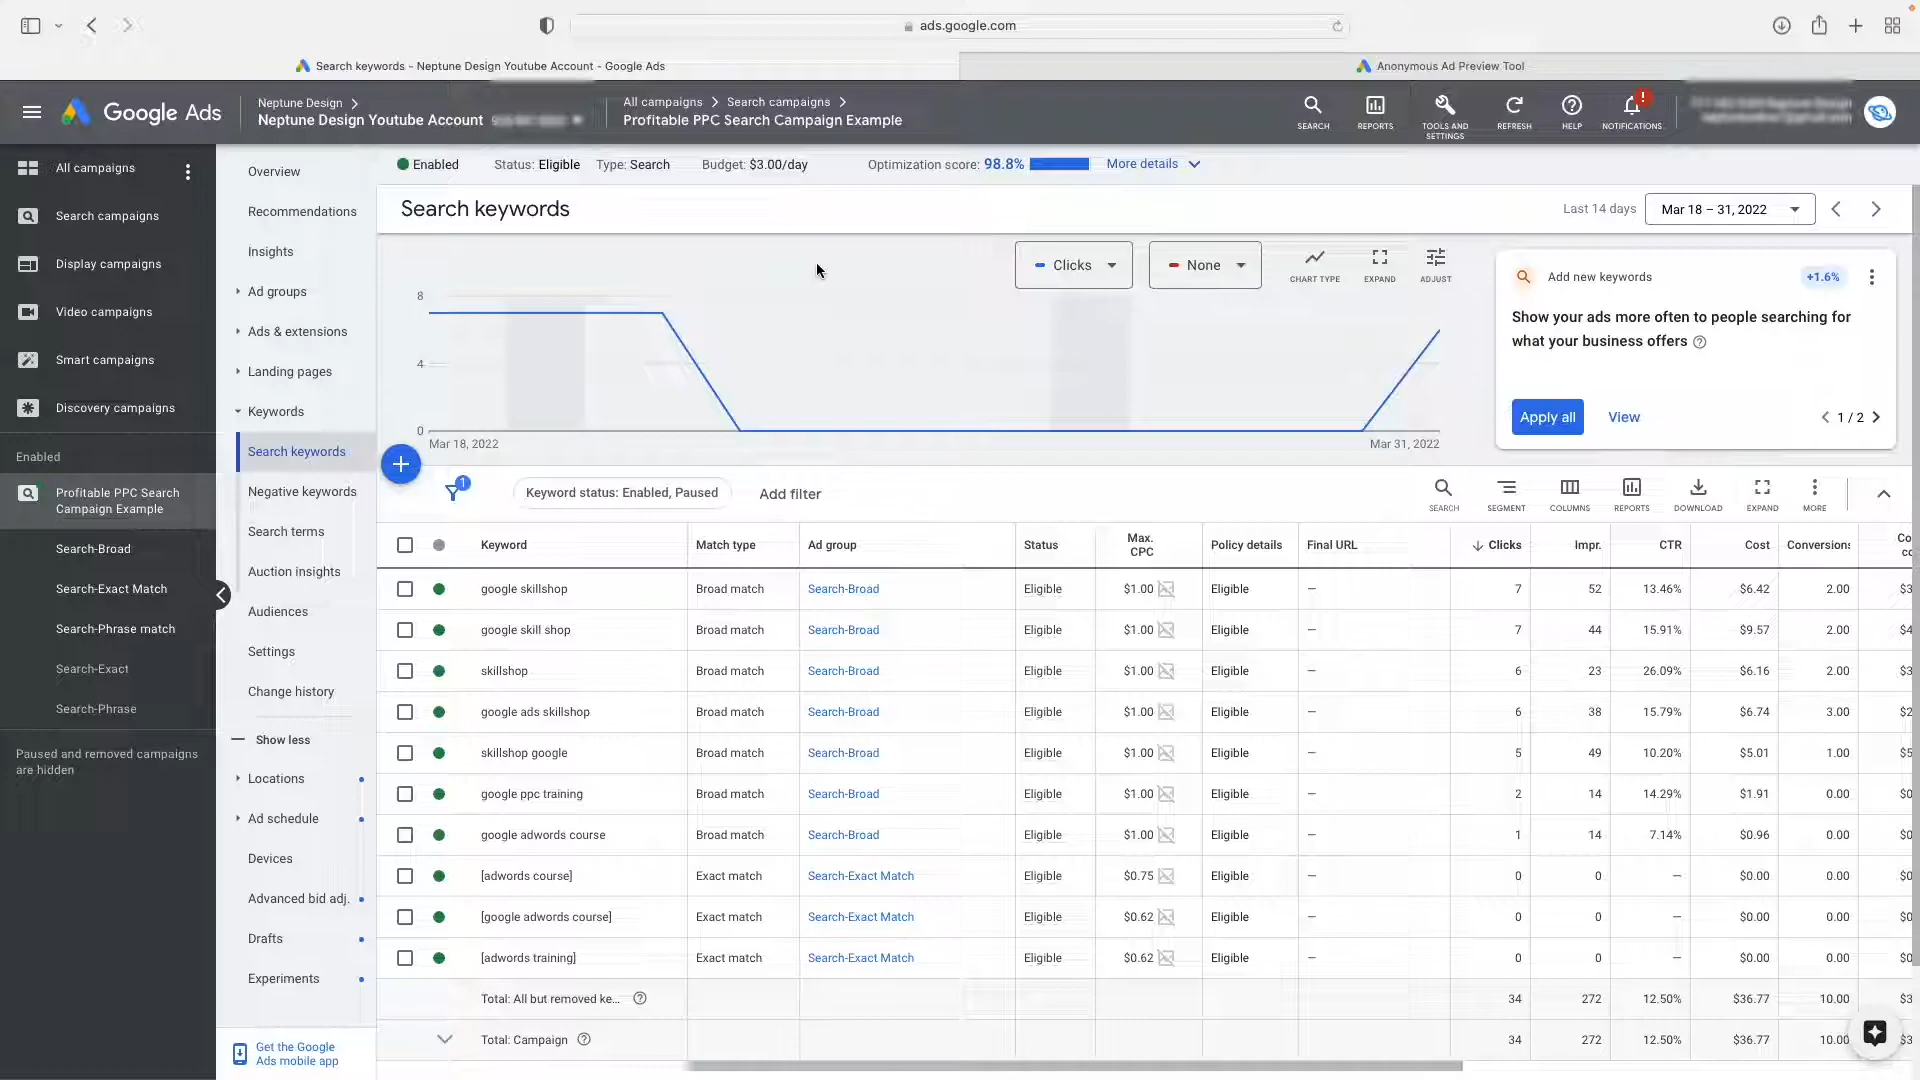 ads.google.com
Search keywords - Neptune Design Youtube Account - Google Ads
Anonymous Ad Preview Tool
Google Ads
Neptune Design
Neptune Design Youtube Account
All campaigns > Search campaigns >
Profitable PPC Search Campaign Example
SEARCH
REPORTS
TOOLS AND
SETTINGS
REFRESH
HELP
!
NOTIFICATIONS
All campaigns
Search campaigns
Display campaigns
Video campaigns
Smart campaigns
Discovery campaigns
Enabled
Profitable PPC Search
Campaign Example
Search-Broad
Search-Exact Match
Search-Phrase match
Search-Exact
Search-Phrase
Paused and removed campaigns
are hidden
Overview
Recommendations
Insights
Ad groups
Ads & extensions
Landing pages
Keywords
Search keywords
Negative keywords
Search terms
Auction insights
Audiences
Settings
Change history
Show less
Locations
Ad schedule
Devices
Advanced bid adj.
Drafts
Experiments
Get the Google
Ads mobile app
Enabled Status: Eligible Type: Search Budget: $3.00/day Optimization score: 98.8% More details
Search keywords
Last 14 days Mar 18 – 31, 2022
Clicks
None
CHART TYPE
EXPAND
ADJUST
8
4
0
Mar 18, 2022
Mar 31, 2022
Add new keywords
+1.6%
Show your ads more often to people searching for
what your business offers
Apply all
View
1 / 2
1
Keyword status: Enabled, Paused
Add filter
SEARCH
SEGMENT
COLUMNS
REPORTS
DOWNLOAD
EXPAND
MORE
Keyword Match type Ad group Status Max. CPC Policy details Final URL Clicks Impr. CTR Cost Conversions Co
co
google skillshop Broad match Search-Broad Eligible $1.00 Eligible — 7 52 13.46% $6.42 2.00 $3
google skill shop Broad match Search-Broad Eligible $1.00 Eligible — 7 44 15.91% $9.57 2.00 $4
skillshop Broad match Search-Broad Eligible $1.00 Eligible — 6 23 26.09% $6.16 2.00 $3
google ads skillshop Broad match Search-Broad Eligible $1.00 Eligible — 6 38 15.79% $6.74 3.00 $2
skillshop google Broad match Search-Broad Eligible $1.00 Eligible — 5 49 10.20% $5.01 1.00 $5
google ppc training Broad match Search-Broad Eligible $1.00 Eligible — 2 14 14.29% $1.91 0.00 $0
google adwords course Broad match Search-Broad Eligible $1.00 Eligible — 1 14 7.14% $0.96 0.00 $0
[adwords course] Exact match Search-Exact Match Eligible $0.75 Eligible — 0 0 — $0.00 0.00 $0
[google adwords course] Exact match Search-Exact Match Eligible $0.62 Eligible — 0 0 — $0.00 0.00 $0
[adwords training] Exact match Search-Exact Match Eligible $0.62 Eligible — 0 0 — $0.00 0.00 $0
Total: All but removed ke... 34 272 12.50% $36.77 10.00 $3
Total: Campaign 34 272 12.50% $36.77 10.00 $3